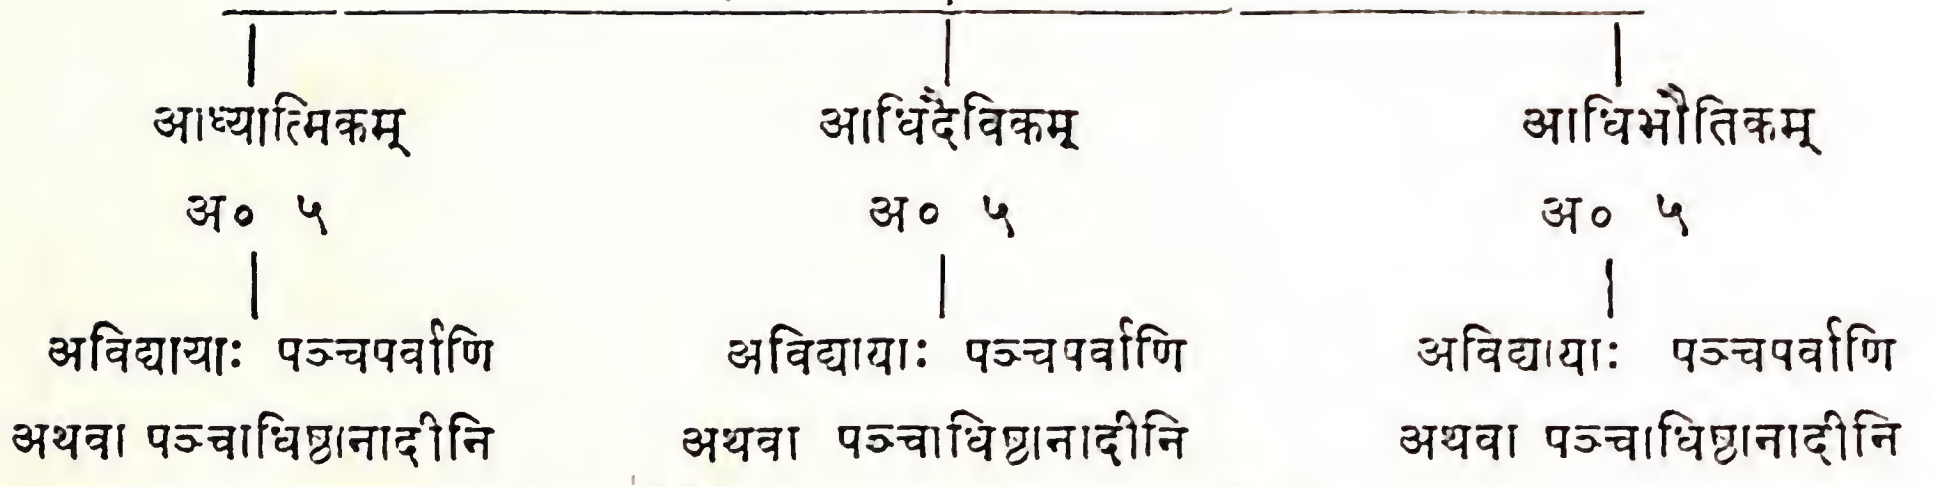 आध्यात्मिकम् आधिदैविकम् आधिभौतिकम्
अ० ५ अ० ५ अ० ५
अविद्यायाः पञ्चपर्वाणि अविद्यायाः पञ्चपर्वाणि अविद्यायाः पञ्चपर्वाणि
अथवा पञ्चाधिष्ठानादीनि अथवा पञ्चाधिष्ठानादीनि अथवा पञ्चाधिष्ठानादीनि